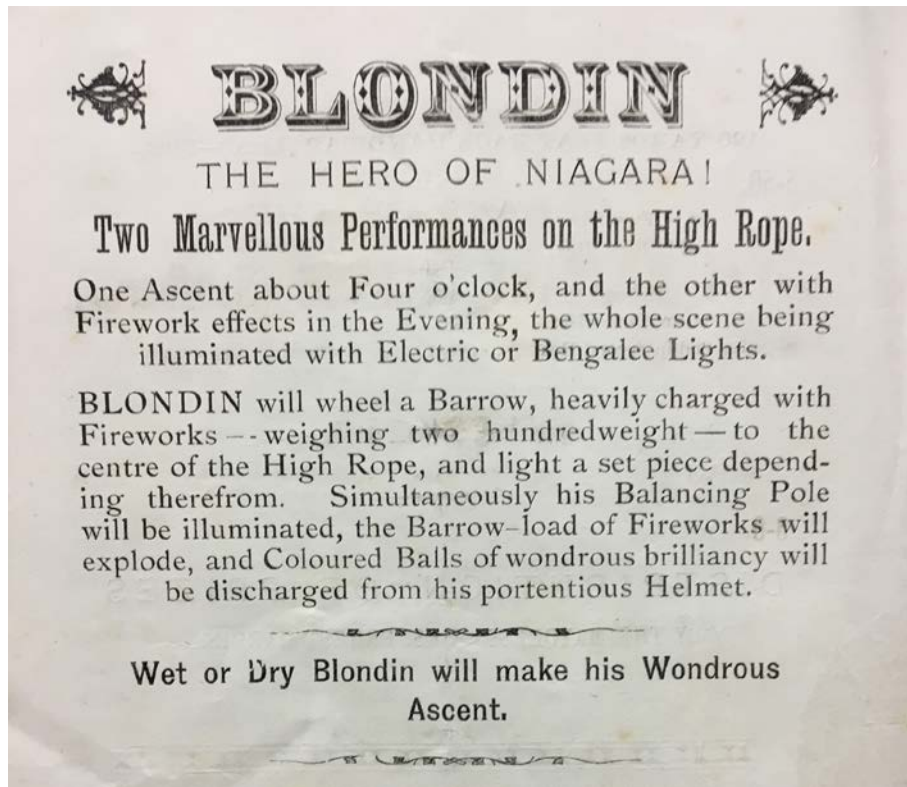 BLONDIN
THE HERO OF NIAGARA!
Two Marvellous Performances on the High Rope.
One Ascent about Four o'clock, and the other with
Firework effects in the Evening, the whole scene being
illuminated with Electric or Bengalee Lights.
BLONDIN will wheel a Barrow, heavily charged with
Fireworks — - weighing two hundredweight — to the
centre of the High Rope, and light a set piece depend-
ing therefrom. Simultaneously his Balancing Pole
will be illuminated, the Barrow-load of Fireworks will
explode, and Coloured Balls of wondrous brilliancy will
be discharged from his portentious Helmet.
Wet or Dry Blondin will make his Wondrous
Ascent.